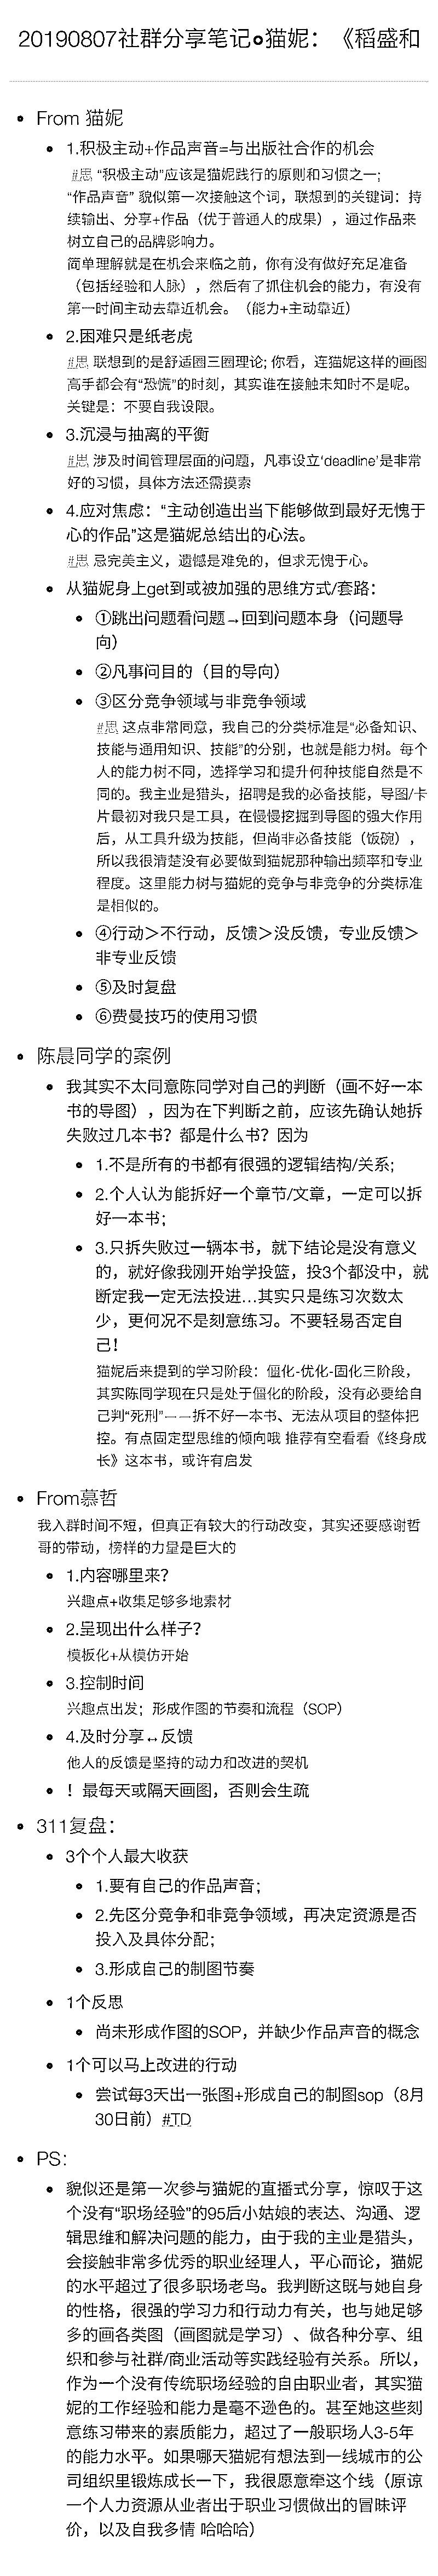 20190807社群分享笔记⚬猫妮：《稻盛和
From 猫妮
1.积极主动+作品声音=与出版社合作的机会
#思 “积极主动”应该是猫妮践行的原则和习惯之一；
“作品声音” 貌似第一次接触这个词，联想到的关键词：持
续输出、分享+作品（优于普通人的成果），通过作品来
树立自己的品牌影响力。
简单理解就是在机会来临之前，你有没有做好充足准备
（包括经验和人脉），然后有了抓住机会的能力，有没有
第一时间主动去靠近机会。（能力+主动靠近）
2.困难只是纸老虎
#思 联想到的是舒适圈三圈理论; 你看，连猫妮这样的画图
高手都会有“恐慌”的时刻，其实谁在接触未知时不是呢。
关键是：不要自我设限。
3.沉浸与抽离的平衡
#思 涉及时间管理层面的问题，凡事设立‘deadline’是非常
好的习惯，具体方法还需摸索
4.应对焦虑：“主动创造出当下能够做到最好无愧于
心的作品”这是猫妮总结出的心法。
#思 忌完美主义，遗憾是难免的，但求无愧于心。
从猫妮身上get到或被加强的思维方式/套路：
①跳出问题看问题→回到问题本身（问题导
向）
②凡事问目的（目的导向）
③区分竞争领域与非竞争领域
#思 这点非常同意，我自己的分类标准是“必备知识、
技能与通用知识、技能”的分别，也就是能力树。每个
人的能力树不同，选择学习和提升何种技能自然是不
同的。我主业是猎头，招聘是我的必备技能，导图/卡
片最初对我只是工具，在慢慢挖掘到导图的强大作用
后，从工具升级为技能，但尚非必备技能（饭碗），
所以我很清楚没有必要做到猫妮那种输出频率和专业
程度。这里能力树与猫妮的竞争与非竞争的分类标准
是相似的。
④行动＞不行动，反馈＞没反馈，专业反馈＞
非专业反馈
⑤及时复盘
⑥费曼技巧的使用习惯
陈晨同学的案例
我其实不太同意陈同学对自己的判断（画不好一本
书的导图），因为在下判断之前，应该先确认她拆
失败过几本书？都是什么书？因为
1.不是所有的书都有很强的逻辑结构/关系;
2.个人认为能拆好一个章节/文章，一定可以拆
好一本书；
3.只拆失败过一辆本书，就下结论是没有意义
的，就好像我刚开始学投篮，投3个都没中，就
断定我一定无法投进...其实只是练习次数太
少，更何况不是刻意练习。不要轻易否定自
己！
猫妮后来提到的学习阶段：僵化-优化-固化三阶段，
其实陈同学现在只是处于僵化的阶段，没有必要给自
己判“死刑”——拆不好一本书、无法从项目的整体把
控。有点固定型思维的倾向哦 推荐有空看看《终身成
长》这本书，或许有启发
From慕哲
我入群时间不短，但真正有较大的行动改变，其实还要感谢哲
哥的带动，榜样的力量是巨大的
1.内容哪里来？
兴趣点+收集足够多地素材
2.呈现出什么样子？
模板化+从模仿开始
3.控制时间
兴趣点出发；形成作图的节奏和流程（SOP）
4.及时分享↔反馈
他人的反馈是坚持的动力和改进的契机
！最每天或隔天画图，否则会生疏
311复盘：
3个个人最大收获
1.要有自己的作品声音；
2.先区分竞争和非竞争领域，再决定资源是否
投入及具体分配；
3.形成自己的制图节奏
1个反思
尚未形成作图的SOP，并缺少作品声音的概念
1个可以马上改进的行动
尝试每3天出一张图+形成自己的制图sop（8月
30日前）#TD
PS：
貌似还是第一次参与猫妮的直播式分享，惊叹于这
个没有“职场经验”的95后小姑娘的表达、沟通、逻
辑思维和解决问题的能力，由于我的主业是猎头，
会接触非常多优秀的职业经理人，平心而论，猫妮
的水平超过了很多职场老鸟。我判断这既与她自身
的性格，很强的学习力和行动力有关，也与她足够
多的画各类图（画图就是学习）、做各种分享、组
织和参与社群/商业活动等实践经验有关系。所以，
作为一个没有传统职场经验的自由职业者，其实猫
妮的工作经验和能力是毫不逊色的。甚至她这些刻
意练习带来的素质能力，超过了一般职场人3-5年
的能力水平。如果哪天猫妮有想法到一线城市的公
司组织里锻炼成长一下，我很愿意牵这个线（原谅
一个人力资源从业者出于职业习惯做出的冒昧评
价，以及自我多情 哈哈哈）